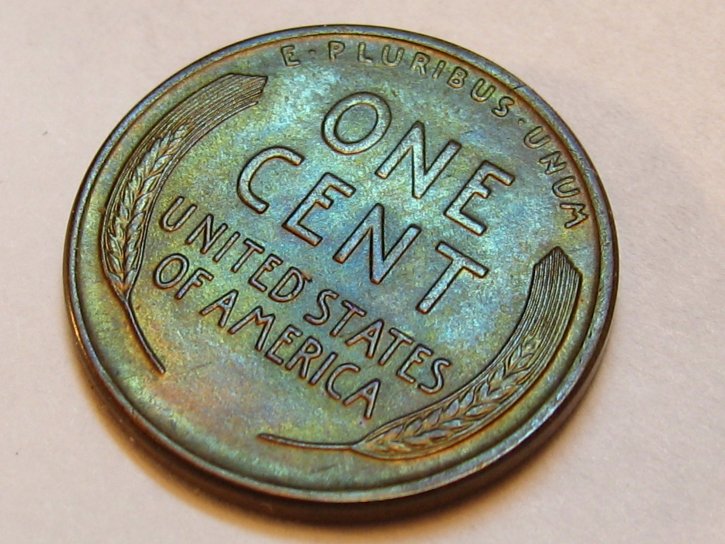 E · PLURIBUS · UNUM
ONE
CENT
UNITED STATES
OF AMERICA